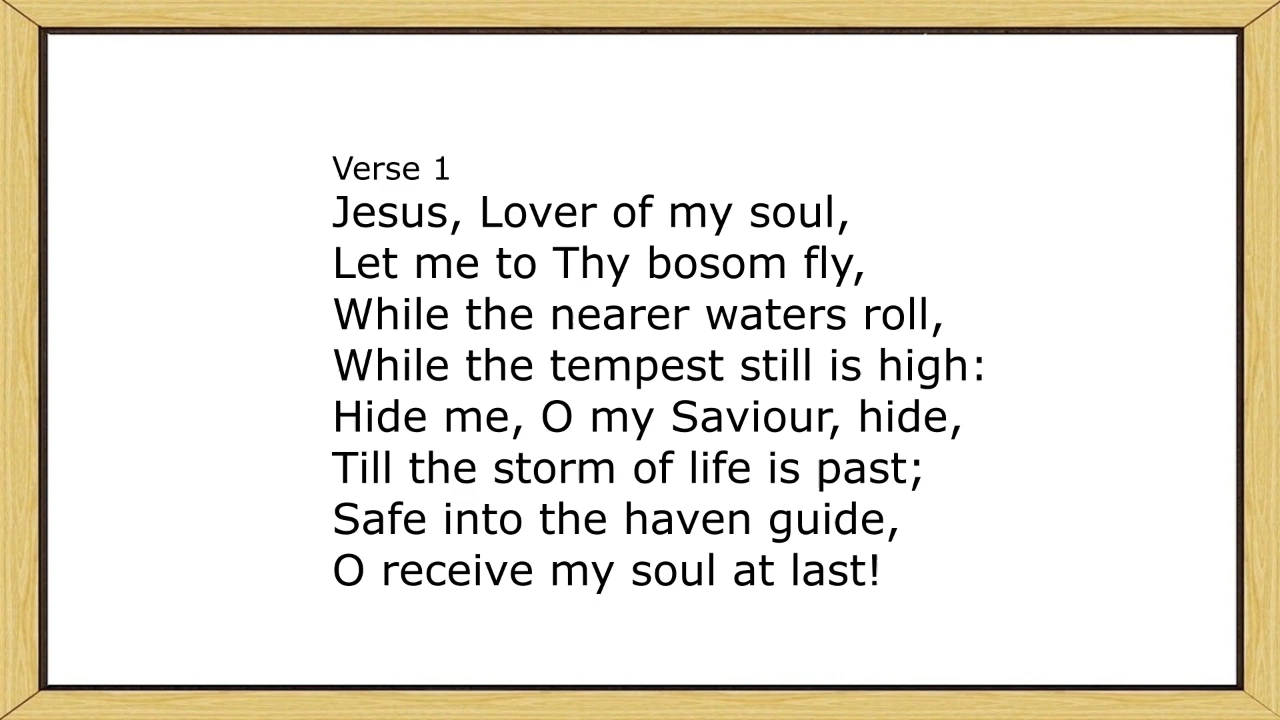 Verse 1
Jesus, Lover of my soul,
Let me to Thy bosom fly,
While the nearer waters roll,
While the tempest still is high:
Hide me, O my Saviour, hide,
Till the storm of life is past;
Safe into the haven guide,
O receive my soul at last!